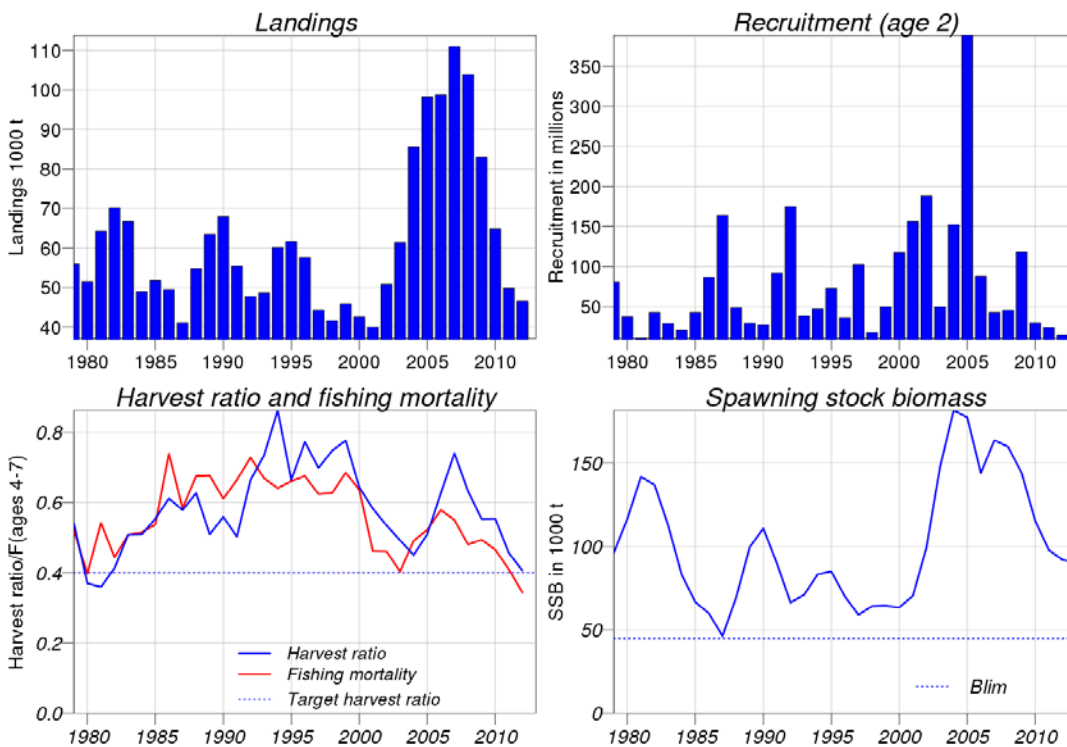 Landings
Landings 1000 t
110
100
90
80
70
60
50
40
1980 1985 1990 1995 2000 2005 2010
Recruitment (age 2)
Recruitment in millions
350
300
250
200
150
100
50
1980 1985 1990 1995 2000 2005 2010
Harvest ratio and fishing mortality
Harvest ratio/F(ages 4-7)
0.8
0.6
0.4
0.2
0.0
Harvest ratio
Fishing mortality
Target harvest ratio
1980 1985 1990 1995 2000 2005 2010
Spawning stock biomass
SSB in 1000 t
150
100
50
0
Blim
1980 1985 1990 1995 2000 2005 2010